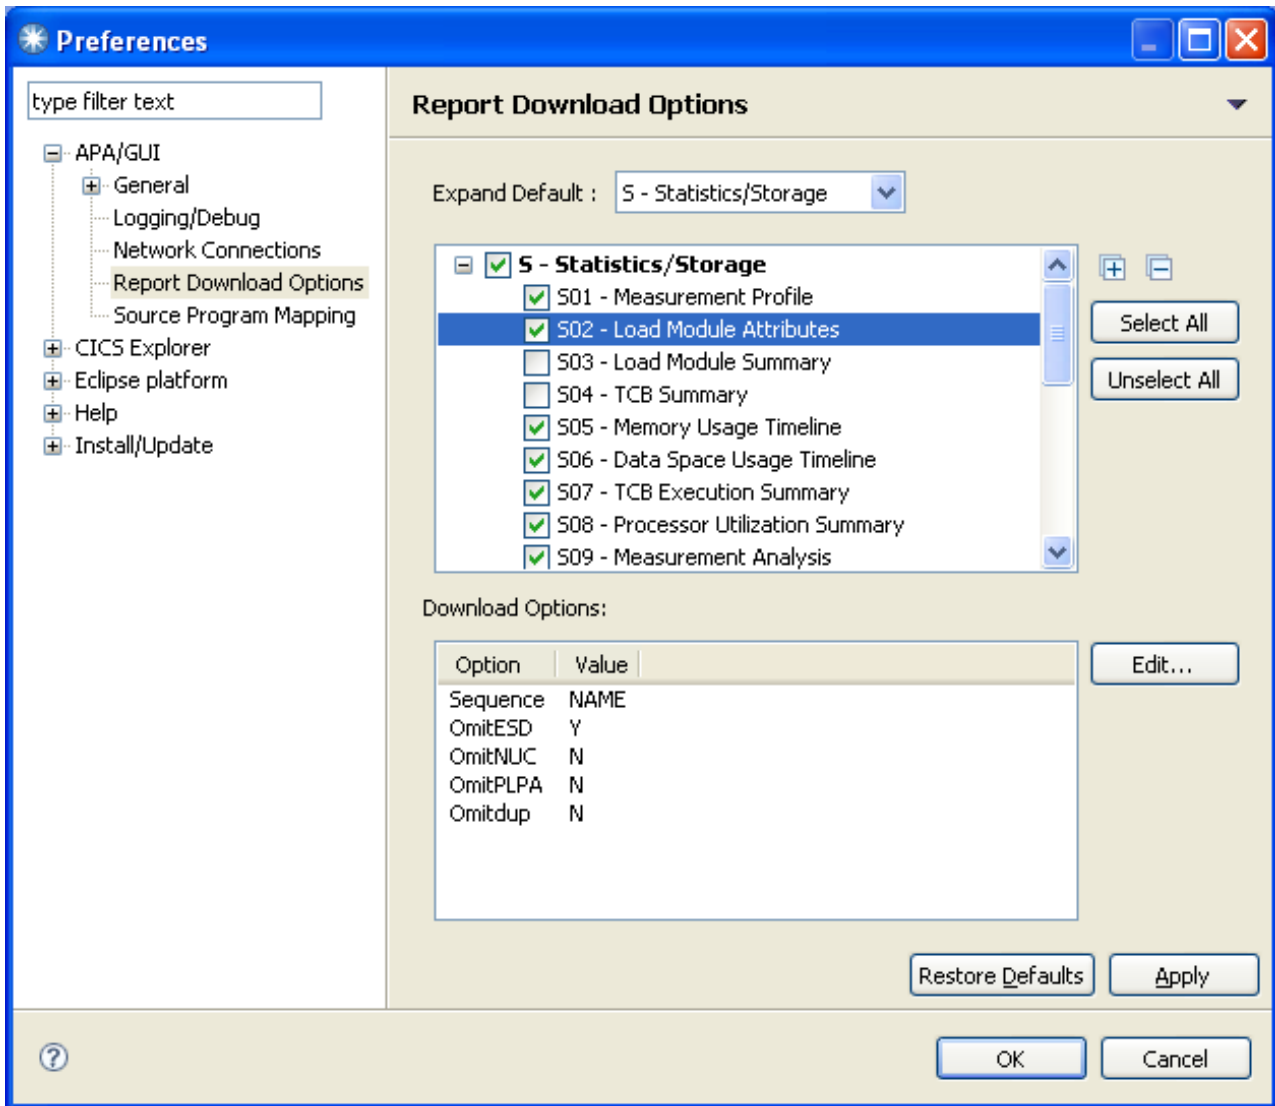 Preferences
type filter text
APA/GUI
General
Logging/Debug
Network Connections
Report Download Options
Source Program Mapping
CICS Explorer
Eclipse platform
Help
Install/Update
Report Download Options
Expand Default : S - Statistics/Storage
S - Statistics/Storage
S01 - Measurement Profile
S02 - Load Module Attributes
S03 - Load Module Summary
S04 - TCB Summary
S05 - Memory Usage Timeline
S06 - Data Space Usage Timeline
S07 - TCB Execution Summary
S08 - Processor Utilization Summary
S09 - Measurement Analysis
Select All
Unselect All
Download Options:
Option Value
Sequence NAME
OmitESD Y
OmitNUC N
OmitPLPA N
Omitdup N
Edit...
Restore Defaults Apply
OK Cancel